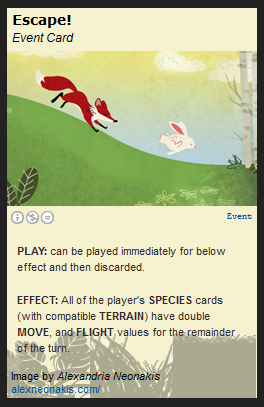 Escape!
Event Card
Event
PLAY: can be played immediately for below
effect and then discarded.
EFFECT: All of the player's SPECIES cards
(with compatible TERRAIN) have double
MOVE, and FLIGHT values for the remainder
of the turn.
Image by Alexandria Neonakis
alexneonakis.com/